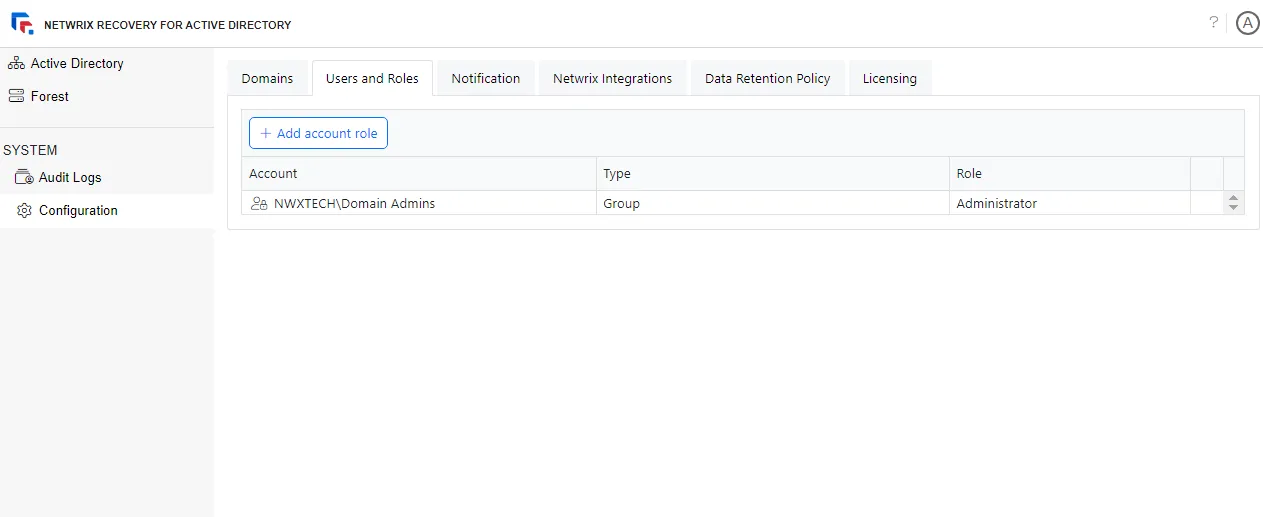 NETWRIX RECOVERY FOR ACTIVE DIRECTORY
? A
Active Directory
Forest
SYSTEM
Audit Logs
Configuration
Domains Users and Roles Notification Netwrix Integrations Data Retention Policy Licensing
+ Add account role
Account Type Role
NWXTECH\Domain Admins Group Administrator